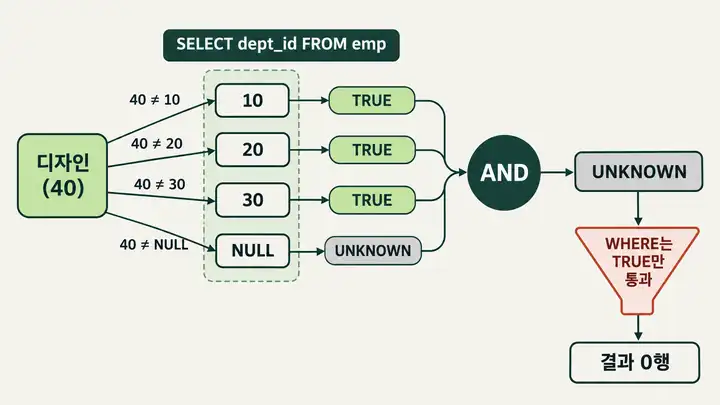 SELECT dept_id FROM emp
디자인
(40)
40 ≠ 10
10
TRUE
40 ≠ 20
20
TRUE
40 ≠ 30
30
TRUE
40 ≠ NULL
NULL
UNKNOWN
AND
UNKNOWN
WHERE는
TRUE만
통과
결과 0행